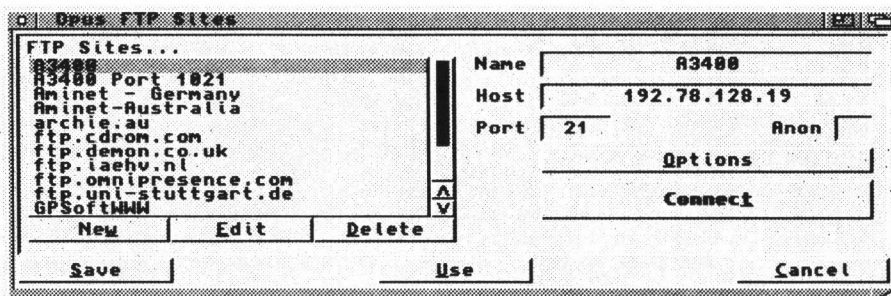 Opus FTP Sites
FTP Sites...
A3400
A3400 Port 1021
Aminet - Germany
Aminet-Australia
archie.au
ftp.cdrom.com
ftp.demon.co.uk
ftp.iaehv.nl
ftp.omnipresence.com
ftp.uni-stuttgart.de
GPSoftWWW
New Edit Delete
Name A3400
Host 192.78.128.19
Port 21 Anon
Options
Connect
Save Use Cancel